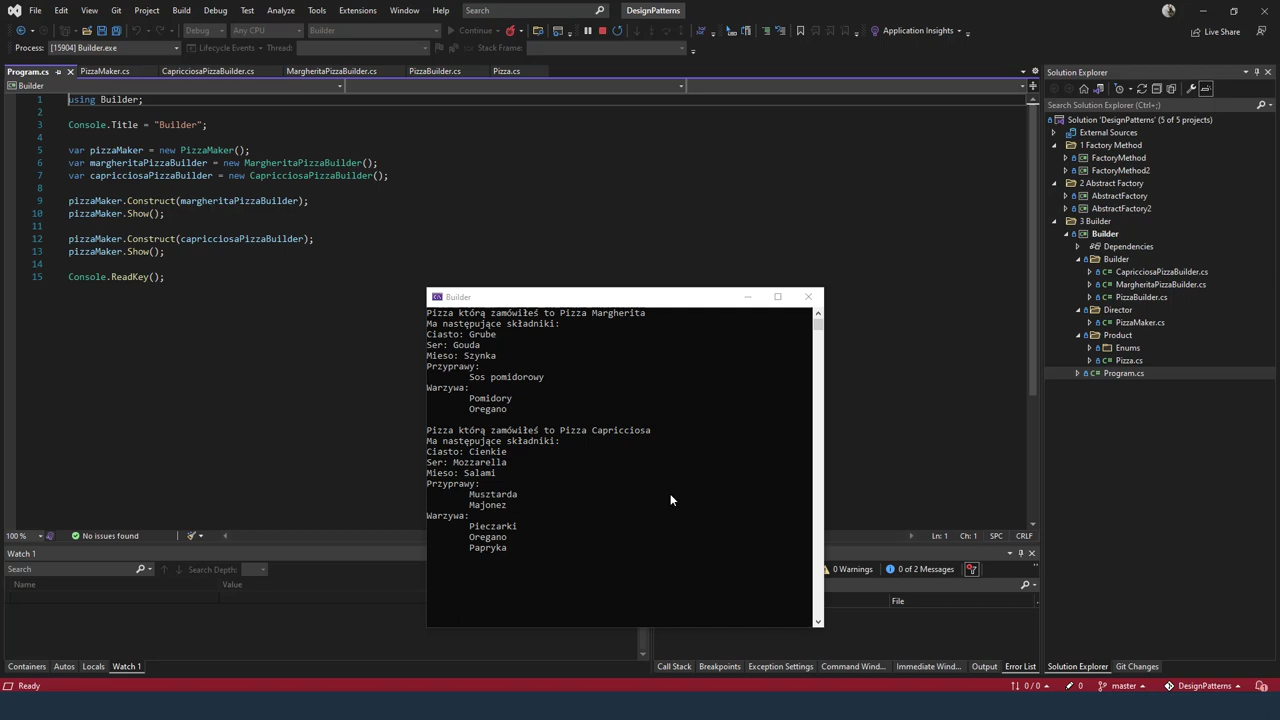 File Edit View Git Project Build Debug Test Analyze Tools Extensions Window Help Search DesignPatterns
Debug Any CPU Builder Continue Application Insights Live Share
Process: [15904] Builder.exe Lifecycle Events Thread: Stack Frame:
Program.cs PizzaMaker.cs CapricciosaPizzaBuilder.cs MargheritaPizzaBuilder.cs PizzaBuilder.cs Pizza.cs
Builder
1 using Builder;
2
3 Console.Title = "Builder";
4
5 var pizzaMaker = new PizzaMaker();
6 var margheritaPizzaBuilder = new MargheritaPizzaBuilder();
7 var capricciosaPizzaBuilder = new CapricciosaPizzaBuilder();
8
9 pizzaMaker.Construct(margheritaPizzaBuilder);
10 pizzaMaker.Show();
11
12 pizzaMaker.Construct(capricciosaPizzaBuilder);
13 pizzaMaker.Show();
14
15 Console.ReadKey();
Builder
Pizza którą zamówiłeś to Pizza Margherita
Ma następujące składniki:
Ciasto: Grube
Ser: Gouda
Mieso: Szynka
Przyprawy:
Sos pomidorowy
Warzywa:
Pomidory
Oregano
Pizza którą zamówiłeś to Pizza Capricciosa
Ma następujące składniki:
Ciasto: Cienkie
Ser: Mozzarella
Mieso: Salami
Przyprawy:
Musztarda
Majonez
Warzywa:
Pieczarki
Oregano
Papryka
100 % No issues found Ln: 1 Ch: 1 SPC CRLF
Watch 1
Search Search Depth:
Name Value
0 Warnings 0 of 2 Messages
File
Containers Autos Locals Watch 1
Call Stack Breakpoints Exception Settings Command Wind... Immediate Wind... Output Error List
Solution Explorer
Search Solution Explorer (Ctrl+;)
Solution 'DesignPatterns' (5 of 5 projects)
External Sources
1 Factory Method
FactoryMethod
FactoryMethod2
2 Abstract Factory
AbstractFactory
AbstractFactory2
3 Builder
Builder
Dependencies
Builder
C# CapricciosaPizzaBuilder.cs
C# MargheritaPizzaBuilder.cs
C# PizzaBuilder.cs
Director
C# PizzaMaker.cs
Product
Enums
C# Pizza.cs
C# Program.cs
Solution Explorer Git Changes
Ready 0 / 0 0 master DesignPatterns